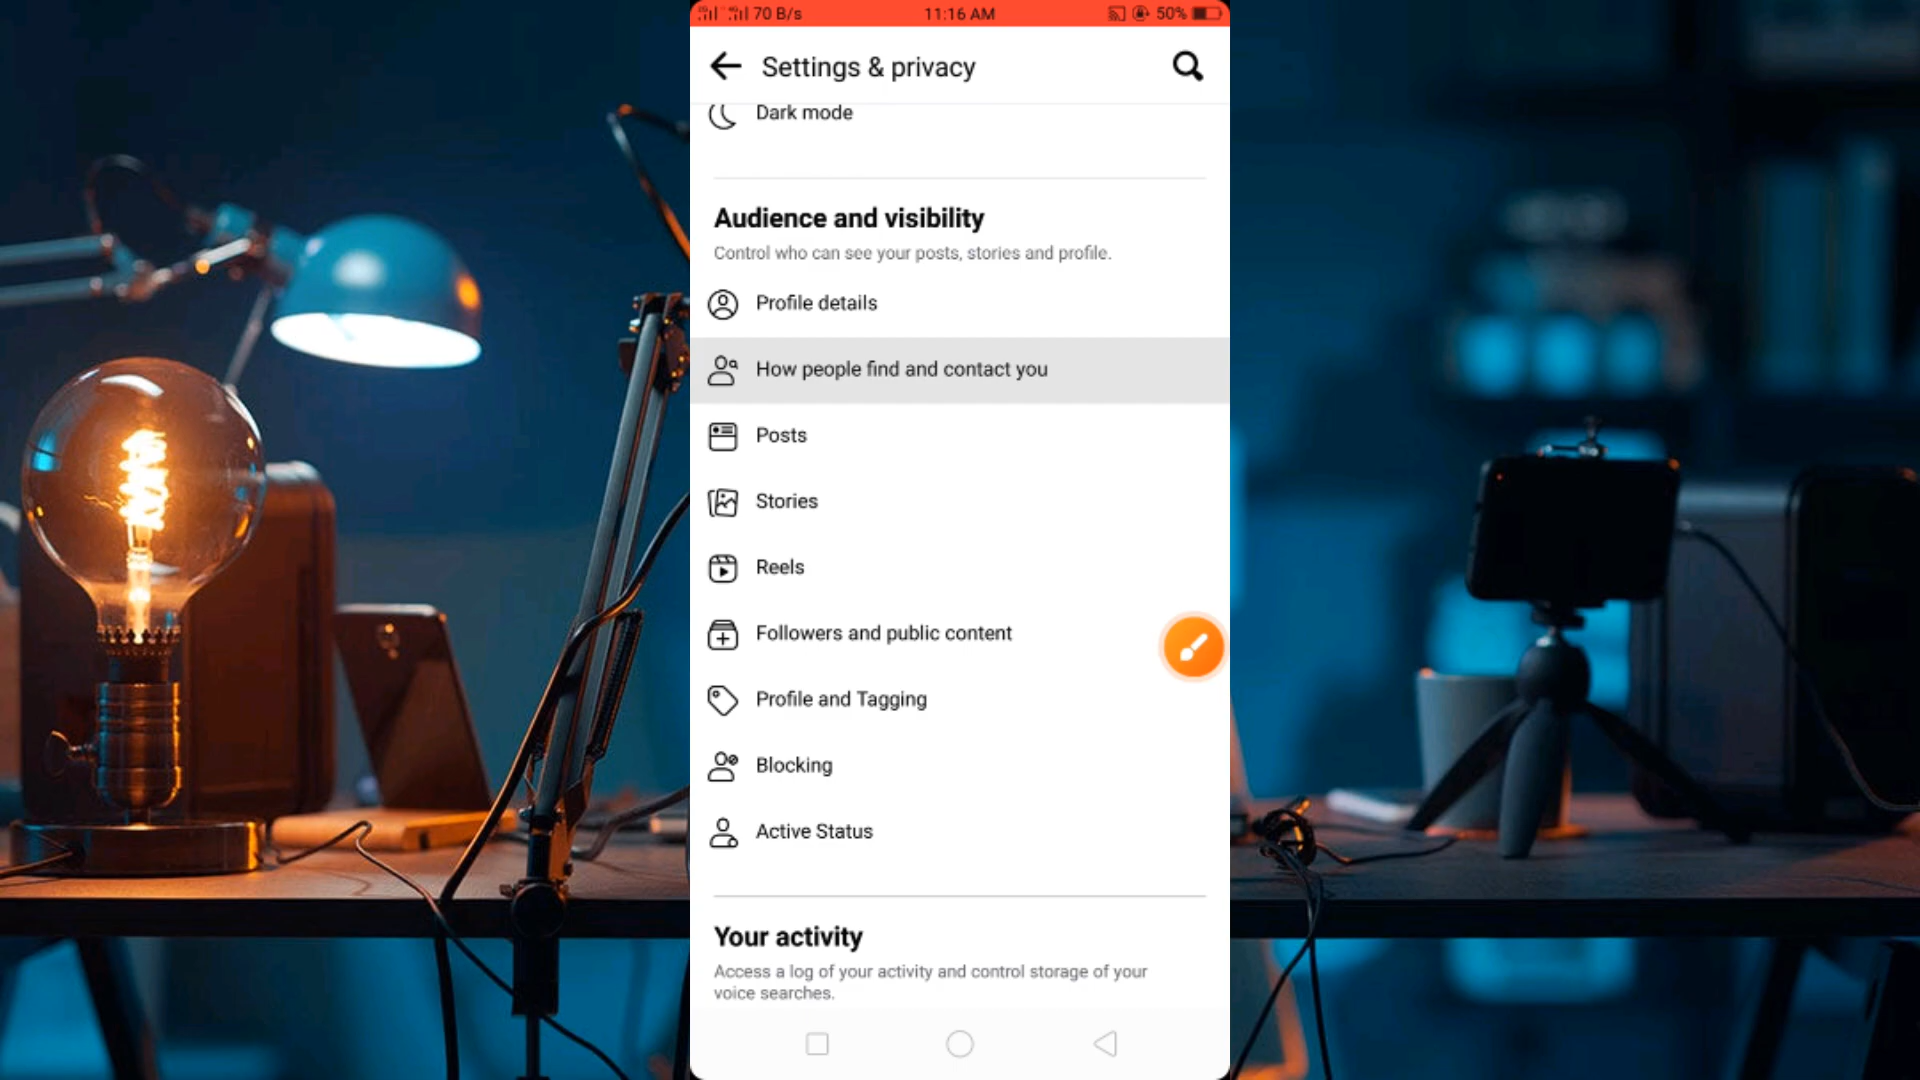 70 B/s 11:16 AM 50%
Settings & privacy
Dark mode
Audience and visibility
Control who can see your posts, stories and profile.
Profile details
How people find and contact you
Posts
Stories
Reels
Followers and public content
Profile and Tagging
Blocking
Active Status
Your activity
Access a log of your activity and control storage of your
voice searches.